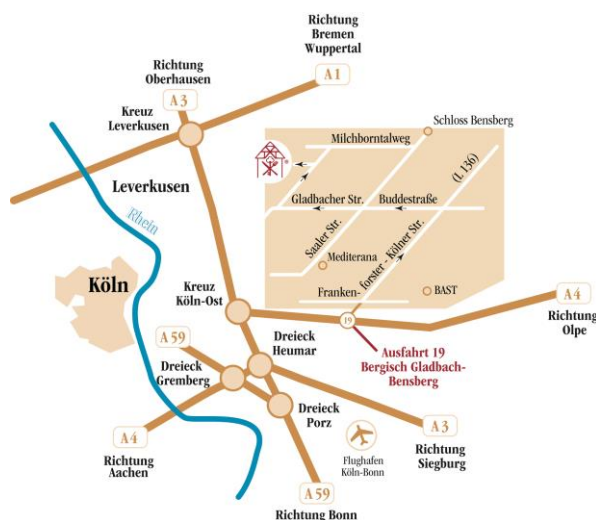 Richtung
Bremen
Wuppertal
Richtung
Oberhausen
A 1
A 3
Kreuz
Leverkusen
Schloss Bensberg
Milchborntalweg
(L 136)
Leverkusen
Gladbacher Str.
Buddestraße
Rhein
Saaler Str.
forster - Kölner Str.
Mediterana
Köln
Kreuz
Köln-Ost
Franken-
BAST
A 4
Richtung
Olpe
19
A 59
Dreieck
Heumar
Ausfahrt 19
Bergisch Gladbach-
Bensberg
Dreieck
Gremberg
Dreieck
Porz
A 4
Richtung
Aachen
A 3
Richtung
Siegburg
Flughafen
Köln-Bonn
A 59
Richtung Bonn